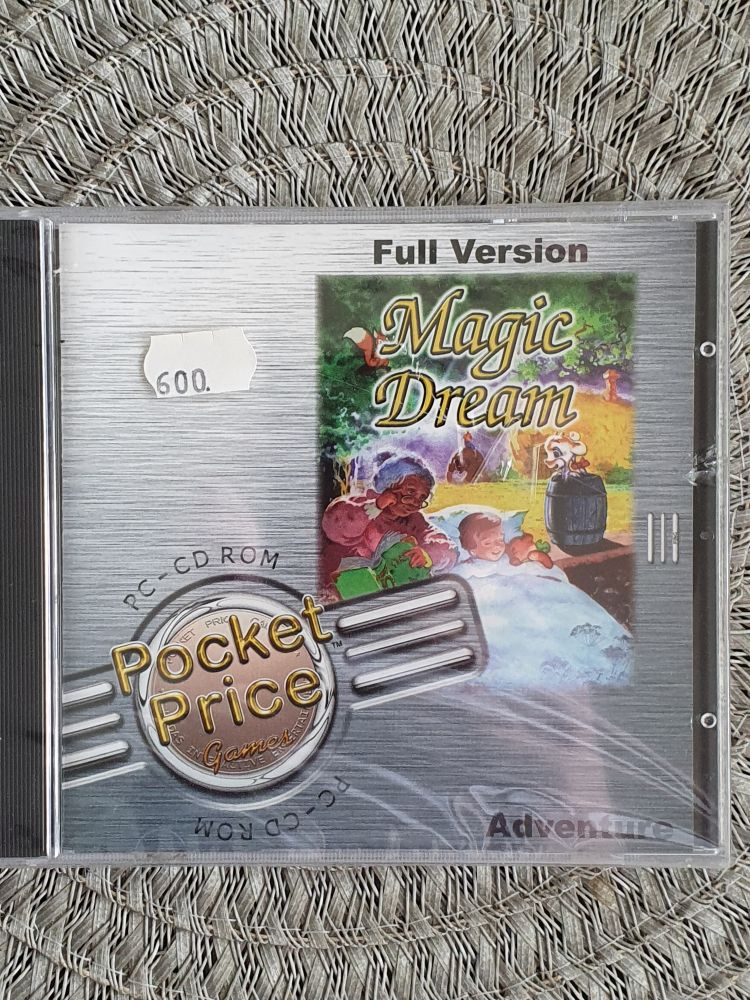 Full Version
Magic
Dream
600.
PC-CD ROM
Pocket
Price
Games
PC-CD ROM
Adventure